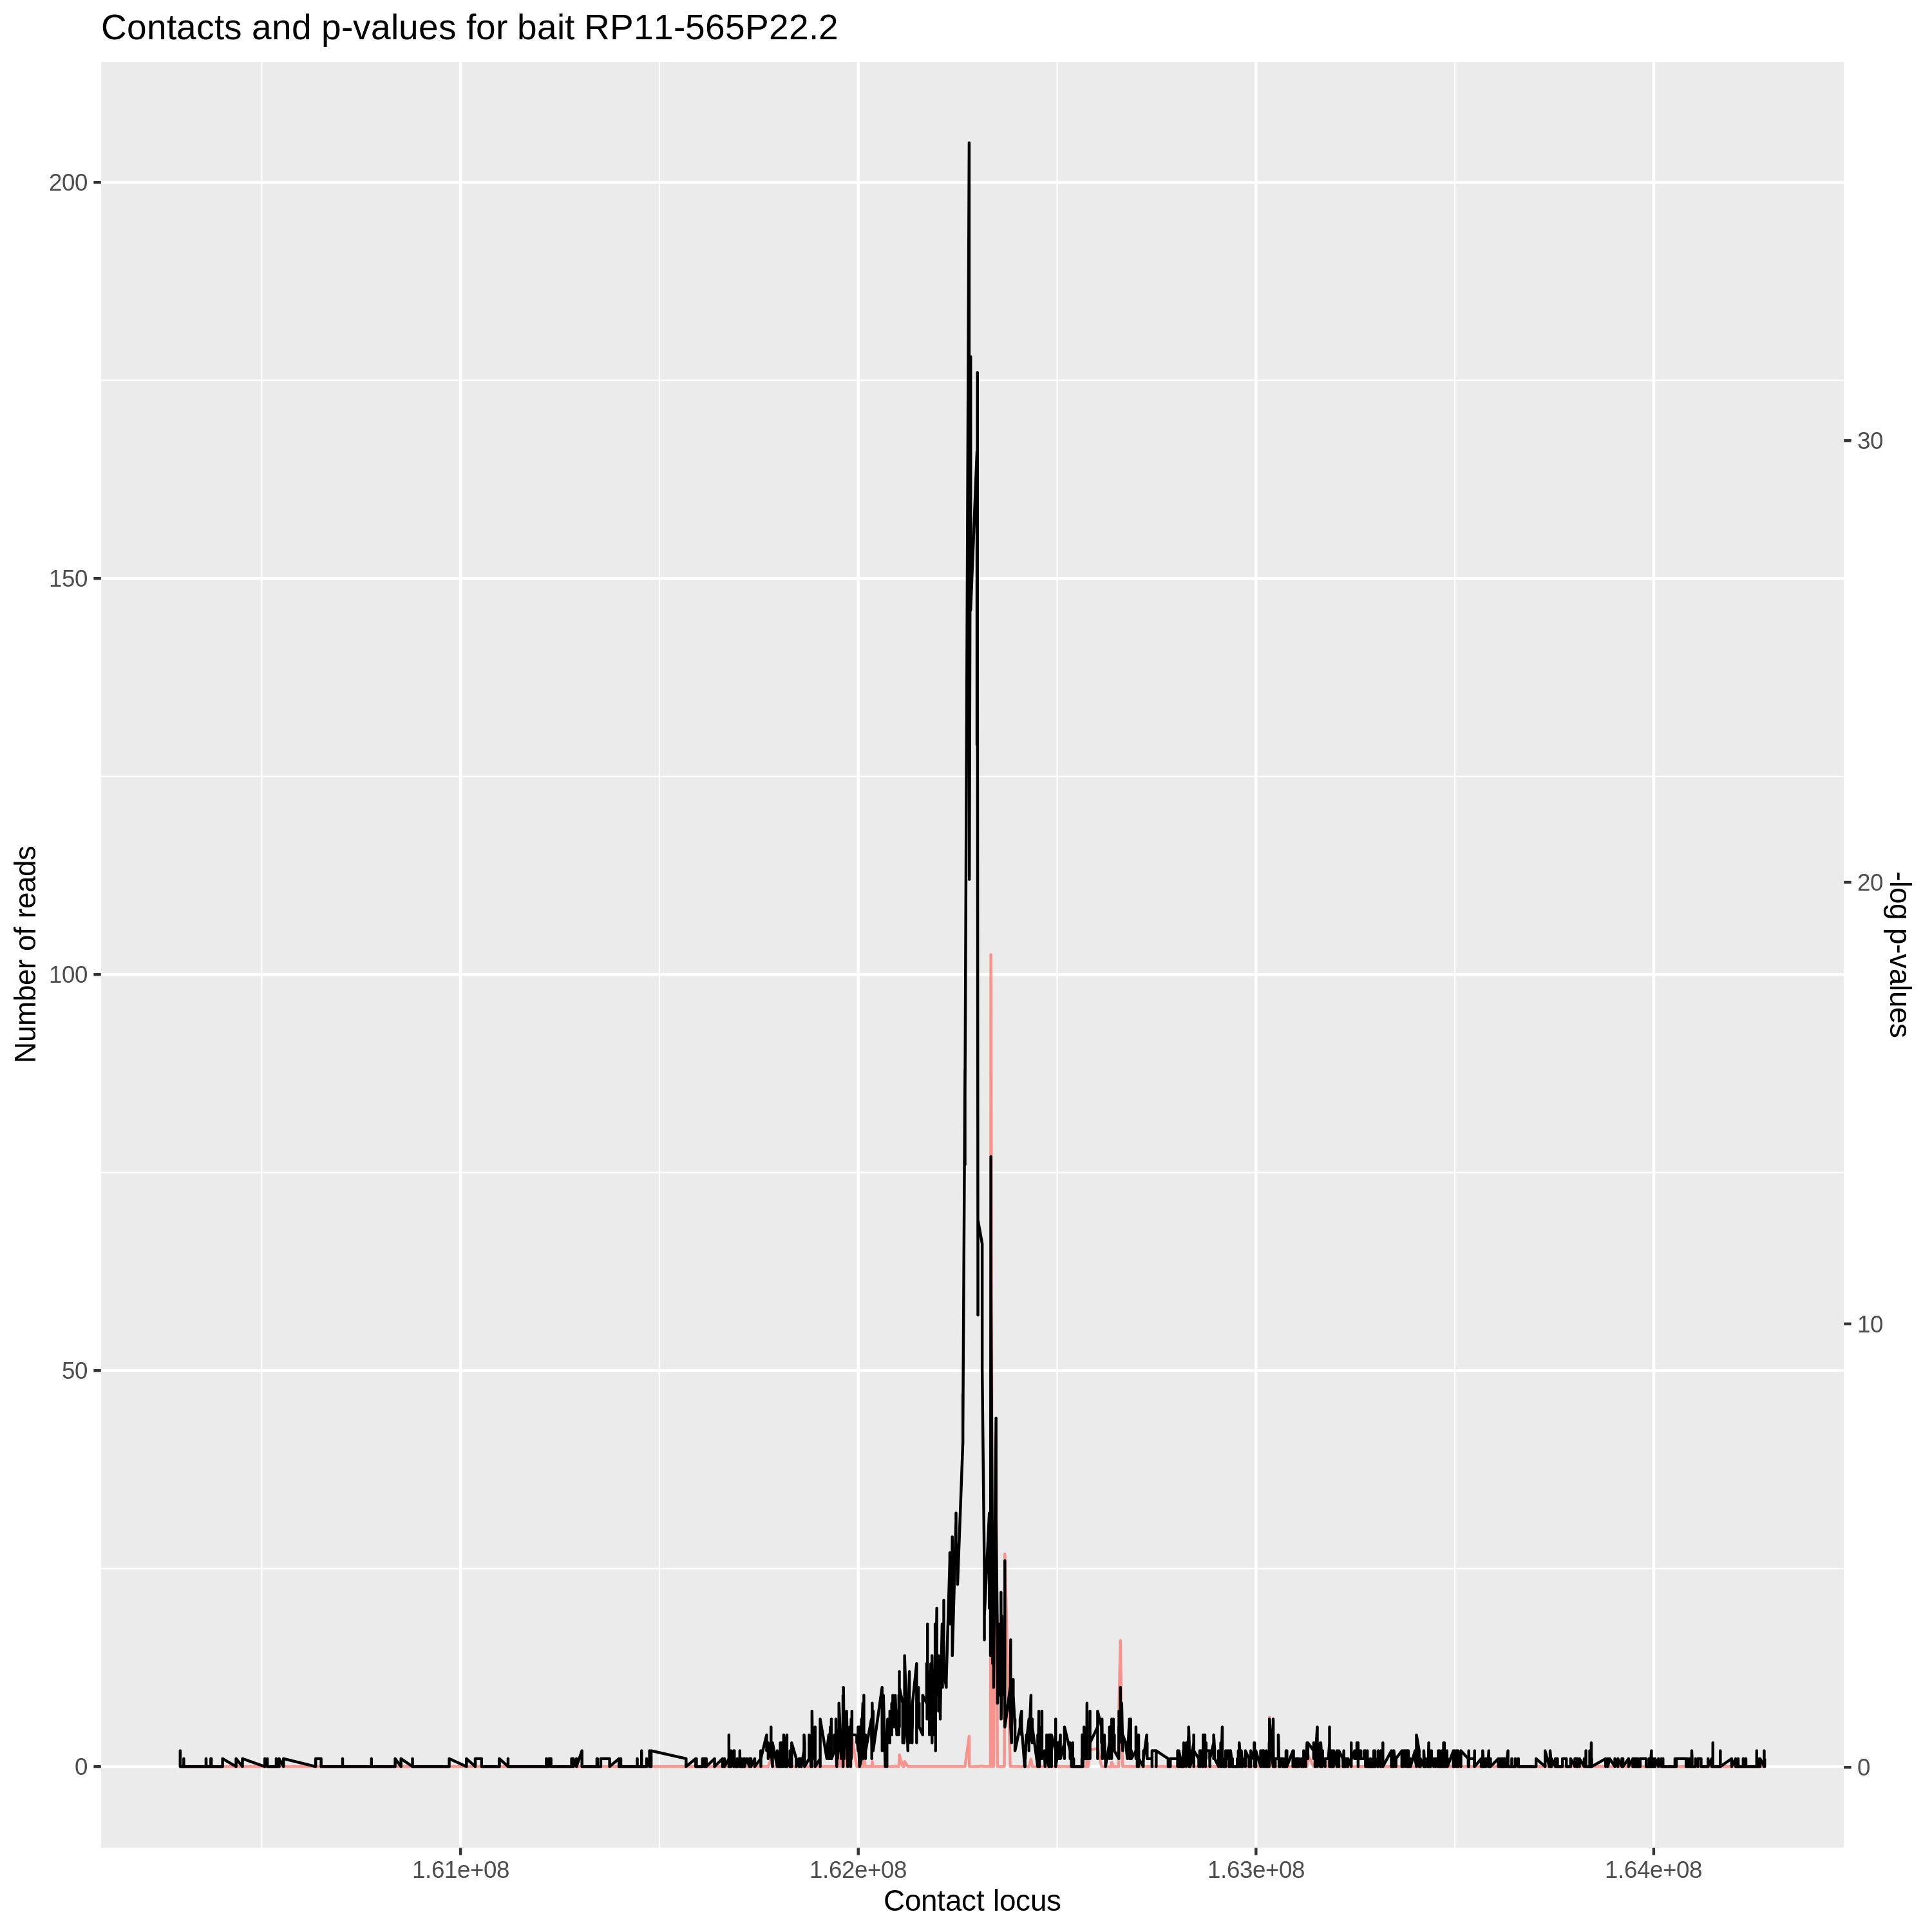 Contacts and p-values for bait RP11-565P22.2
200
150
100
50
0
Number of reads
30
20
10
0
-log p-values
1.61e+08
1.62e+08
1.63e+08
1.64e+08
Contact locus